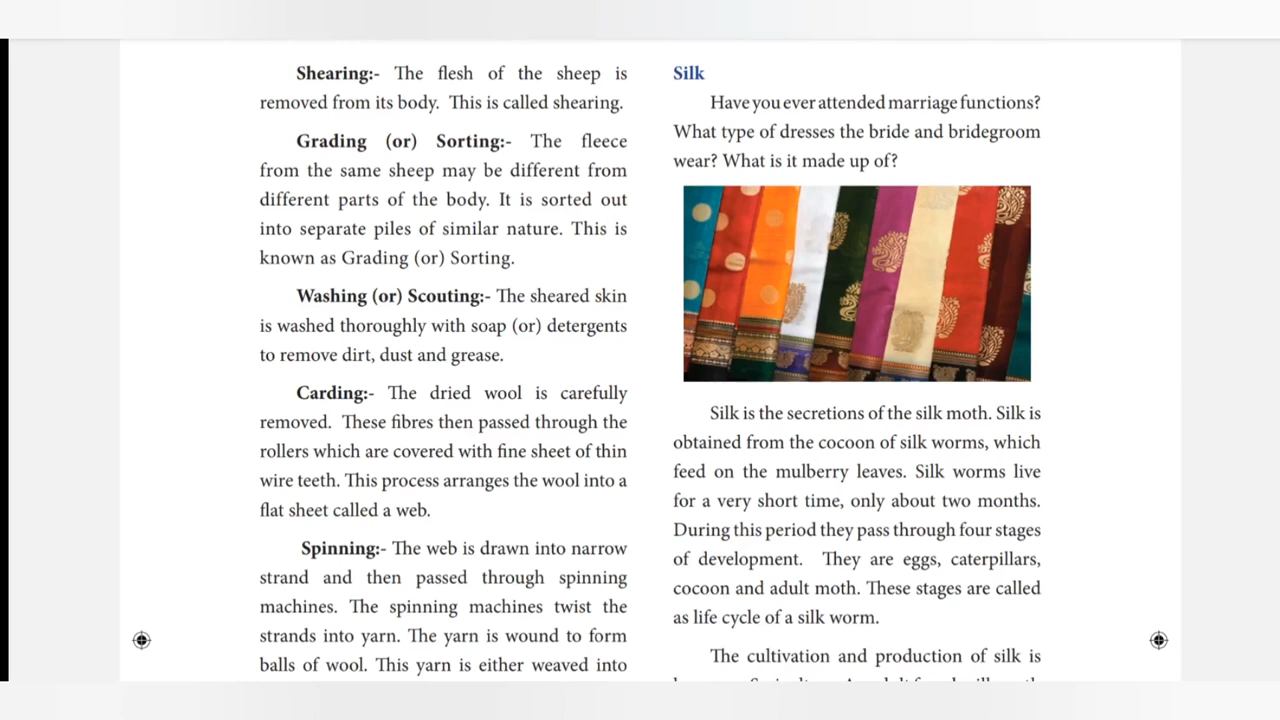 Shearing:- The flesh of the sheep is
removed from its body. This is called shearing.
Grading (or) Sorting:- The fleece
from the same sheep may be different from
different parts of the body. It is sorted out
into separate piles of similar nature. This is
known as Grading (or) Sorting.
Washing (or) Scouting:- The sheared skin
is washed thoroughly with soap (or) detergents
to remove dirt, dust and grease.
Carding:- The dried wool is carefully
removed. These fibres then passed through the
rollers which are covered with fine sheet of thin
wire teeth. This process arranges the wool into a
flat sheet called a web.
Spinning:- The web is drawn into narrow
strand and then passed through spinning
machines. The spinning machines twist the
strands into yarn. The yarn is wound to form
balls of wool. This yarn is either weaved into
Silk
Have you ever attended marriage functions?
What type of dresses the bride and bridegroom
wear? What is it made up of?
Silk is the secretions of the silk moth. Silk is
obtained from the cocoon of silk worms, which
feed on the mulberry leaves. Silk worms live
for a very short time, only about two months.
During this period they pass through four stages
of development. They are eggs, caterpillars,
cocoon and adult moth. These stages are called
as life cycle of a silk worm.
The cultivation and production of silk is